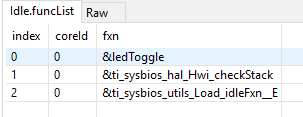 Idle.funcList Raw
index coreId fxn
0 0 &ledToggle
1 0 &ti_sysbios_hal_Hwi_checkStack
2 0 &ti_sysbios_utils_Load_idleFxn__E